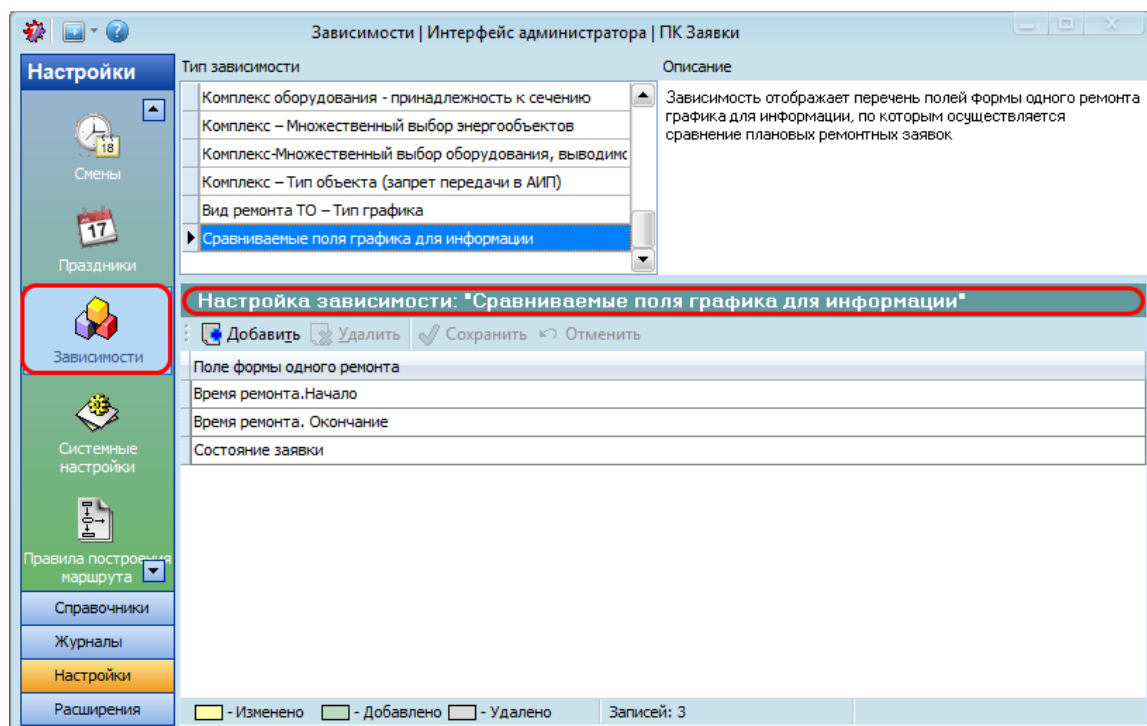 Зависимости | Интерфейс администратора | ПК Заявки
Настройки
18
Смены
17
Праздники
Зависимости
Системные
настройки
Правила построения
маршрута
Справочники
Журналы
Настройки
Расширения
Тип зависимости
Комплекс оборудования - принадлежность к сечению
Комплекс – Множественный выбор энергообъектов
Комплекс-Множественный выбор оборудования, выводимс
Комплекс – Тип объекта (запрет передачи в АИП)
Вид ремонта ТО – Тип графика
Сравниваемые поля графика для информации
Описание
Зависимость отображает перечень полей формы одного ремонта
графика для информации, по которым осуществляется
сравнение плановых ремонтных заявок
Настройка зависимости: "Сравниваемые поля графика для информации"
Добавить Удалить Сохранить Отменить
Поле формы одного ремонта
Время ремонта.Начало
Время ремонта. Окончание
Состояние заявки
- Изменено - Добавлено - Удалено Записей: 3